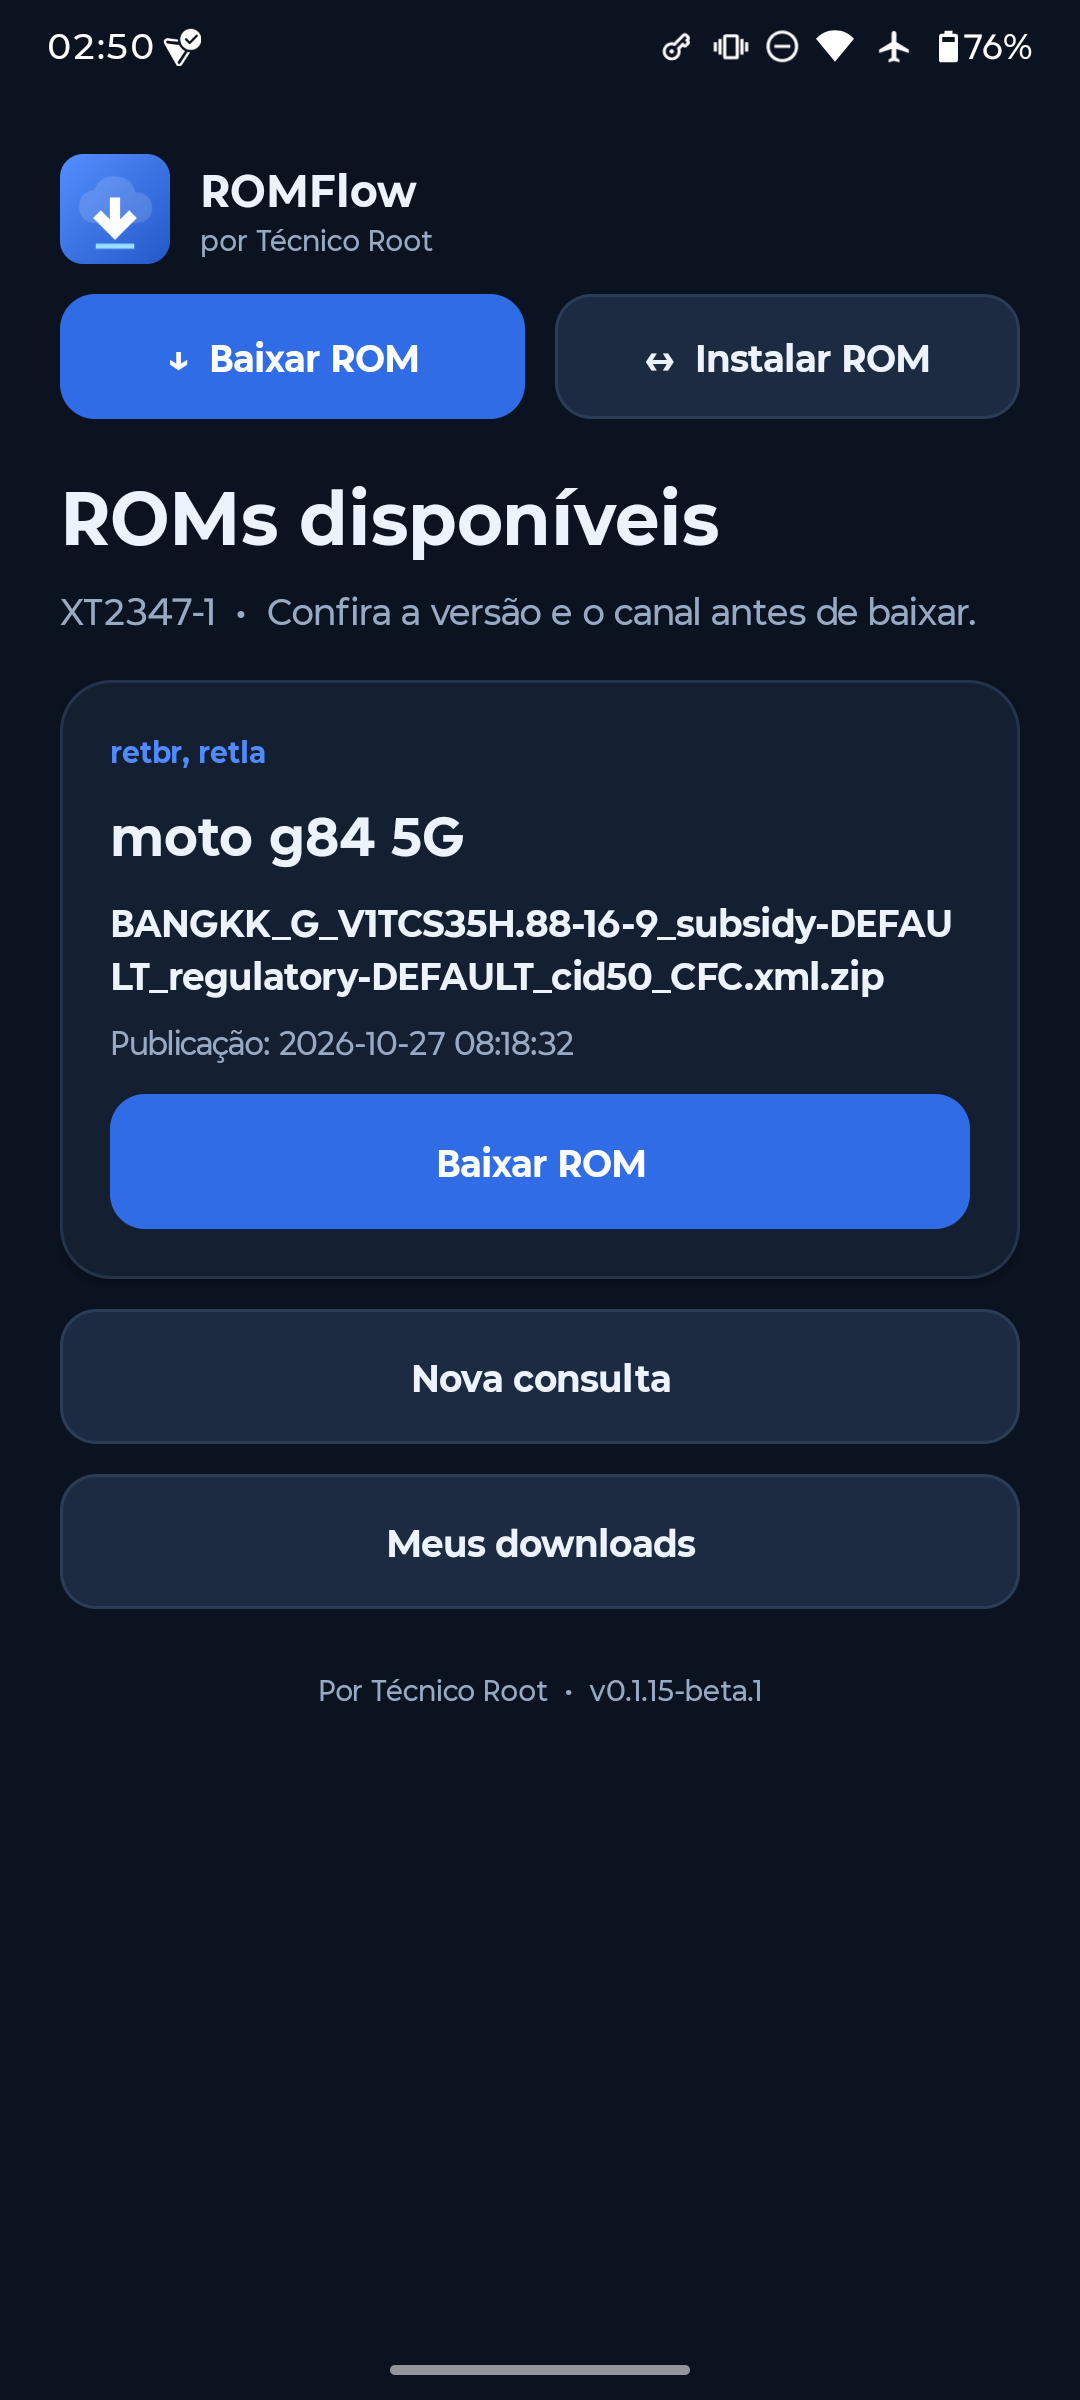 02:50
76%
ROMFlow
por Técnico Root
↓ Baixar ROM
↔ Instalar ROM
ROMs disponíveis
XT2347-1 • Confira a versão e o canal antes de baixar.
retbr, retla
moto g84 5G
BANGKK_G_V1TCS35H.88-16-9_subsidy-DEFAU
LT_regulatory-DEFAULT_cid50_CFC.xml.zip
Publicação: 2026-10-27 08:18:32
Baixar ROM
Nova consulta
Meus downloads
Por Técnico Root • v0.1.15-beta.1